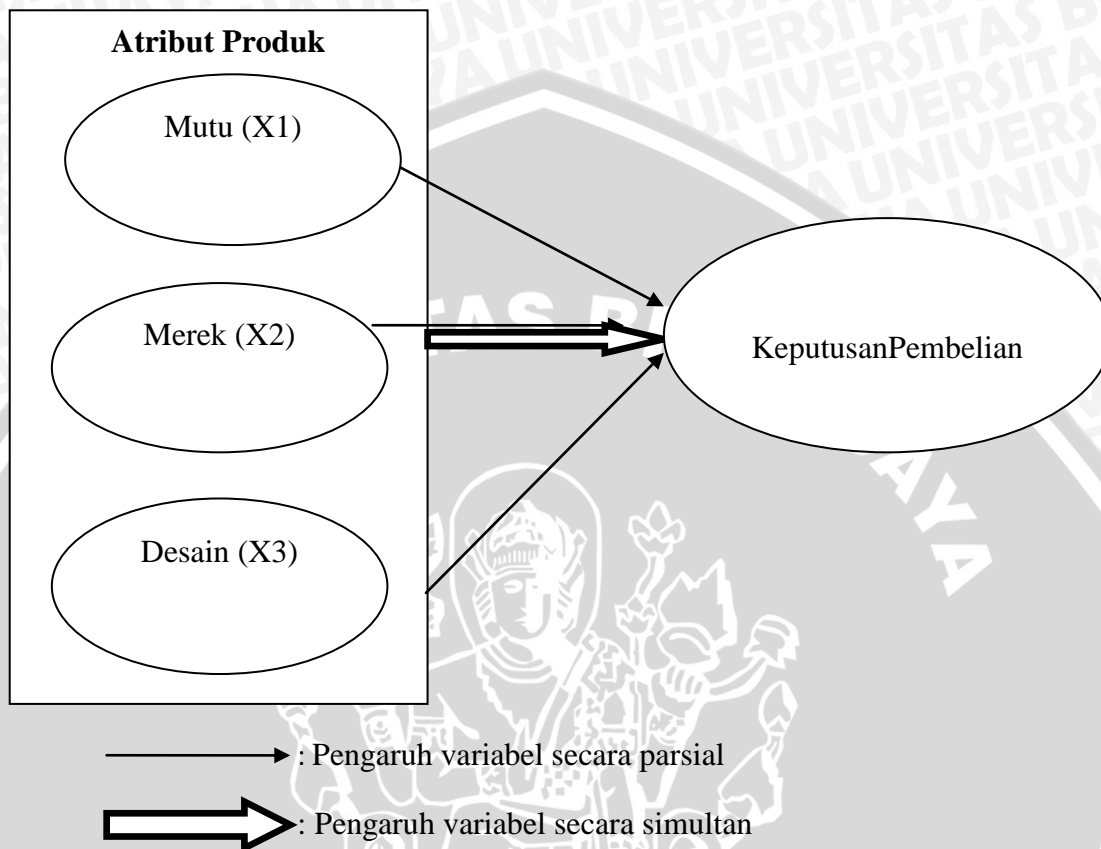 Atribut Produk
Mutu (X1)
Merek (X2)
KeputusanPembelian
Desain (X3)
: Pengaruh variabel secara parsial
: Pengaruh variabel secara simultan